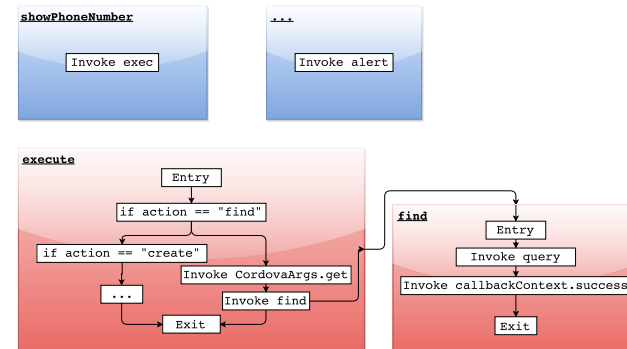 showPhoneNumber
Invoke exec
...
Invoke alert
execute
Entry
if action == "find"
if action == "create"
Invoke CordovaArgs.get
...
Invoke find
Exit
find
Entry
Invoke query
Invoke callbackContext.success
Exit